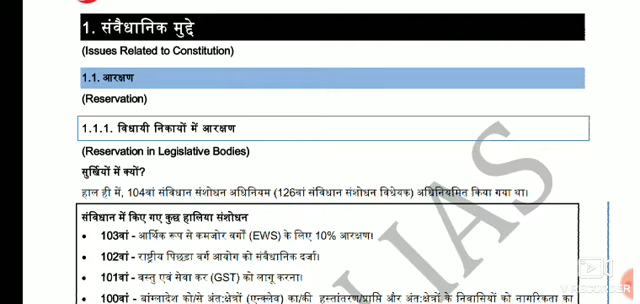 1. संवैधानिक मुद्दे
(Issues Related to Constitution)
1.1. आरक्षण
(Reservation)
1.1.1. विधायी निकायों में आरक्षण
(Reservation in Legislative Bodies)
सुर्खियों में क्यों?
हाल ही में, 104वां संविधान संशोधन अधिनियम (126वां संविधान संशोधन विधेयक) अधिनियमित किया गया था।
संविधान में किए गए कुछ हालिया संशोधन
• 103वां - आर्थिक रूप से कमजोर वर्गों (EWS) के लिए 10% आरक्षण।
• 102वां - राष्ट्रीय पिछड़ा वर्ग आयोग को संवैधानिक दर्जा।
• 101वां - वस्तु एवं सेवा कर (GST) को लागू करना।
• 100वां - बांग्लादेश को/से अंत:क्षेत्रों (एन्क्लेव) का/की हस्तांतरण/प्राप्ति और अंत:क्षेत्रों के निवासियों को नागरिकता का
IAS
V RECORDER